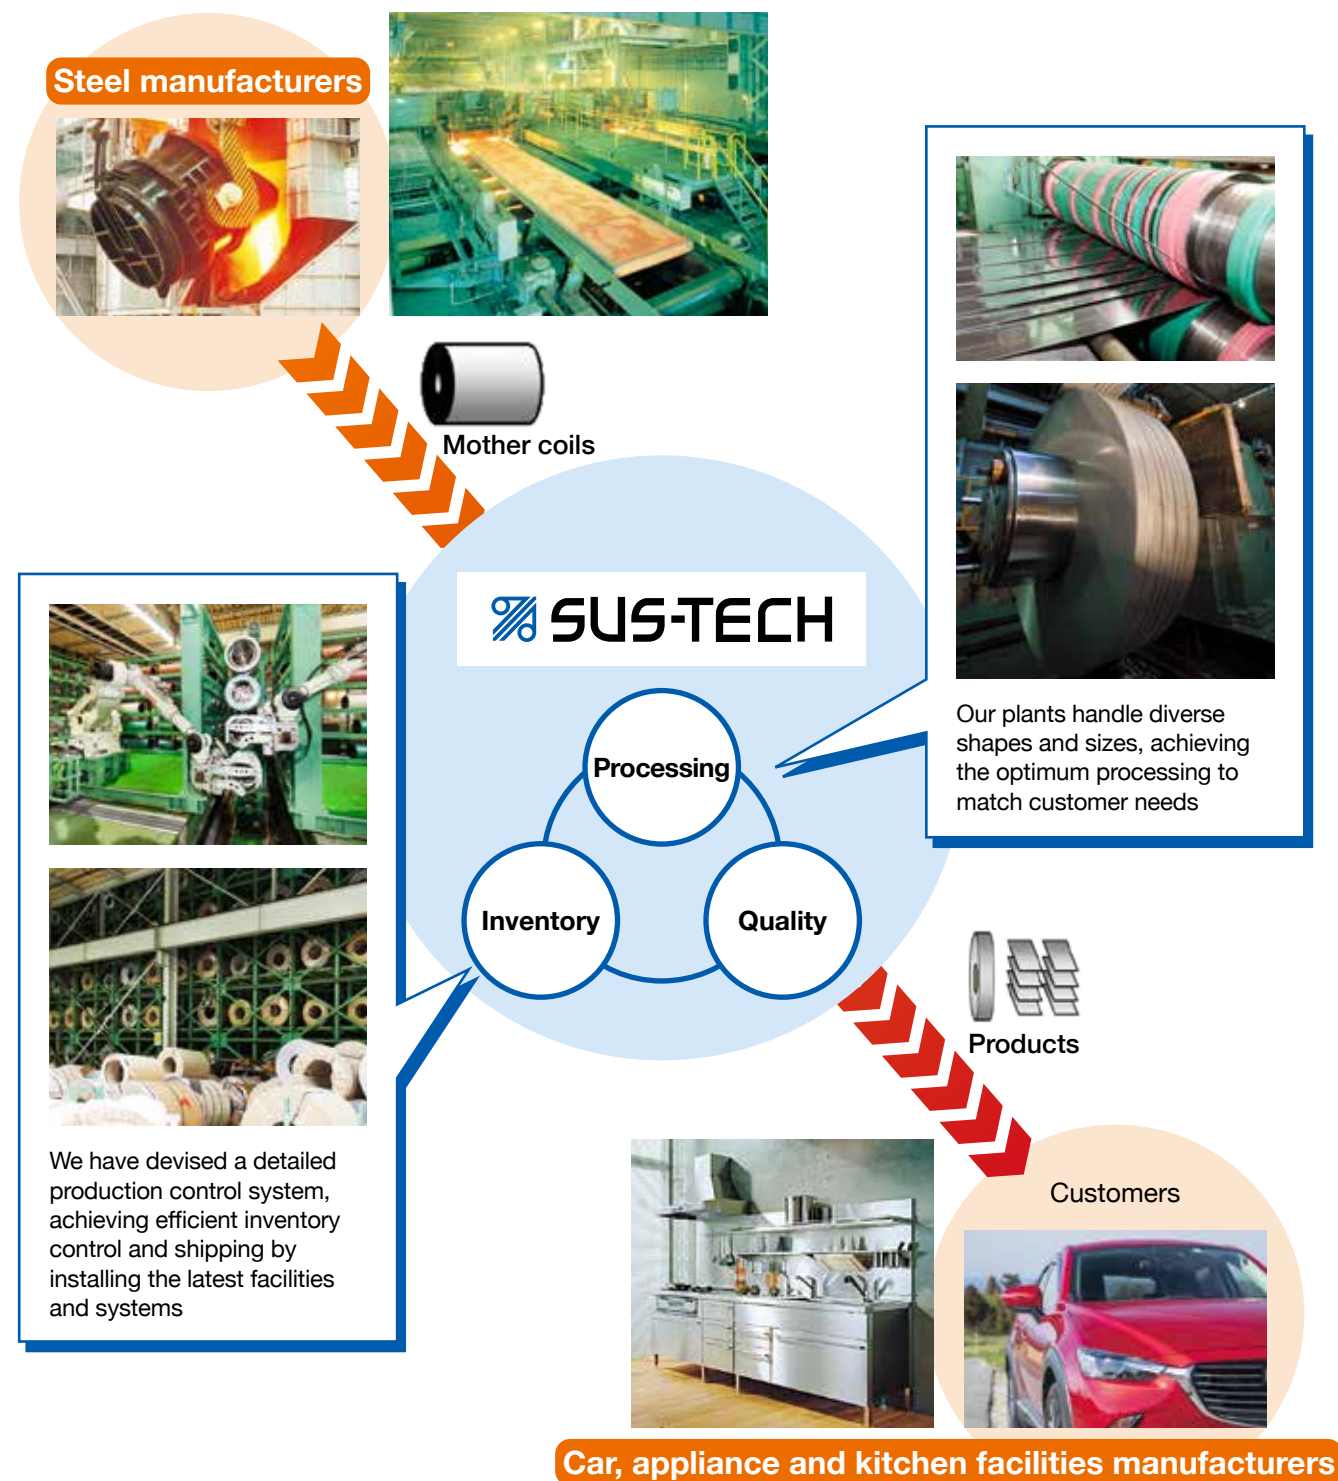 Steel manufacturers
Mother coils
SUS-TECH
Processing
Inventory
Quality
Our plants handle diverse
shapes and sizes, achieving
the optimum processing to
match customer needs
We have devised a detailed
production control system,
achieving efficient inventory
control and shipping by
installing the latest facilities
and systems
Products
Customers
Car, appliance and kitchen facilities manufacturers